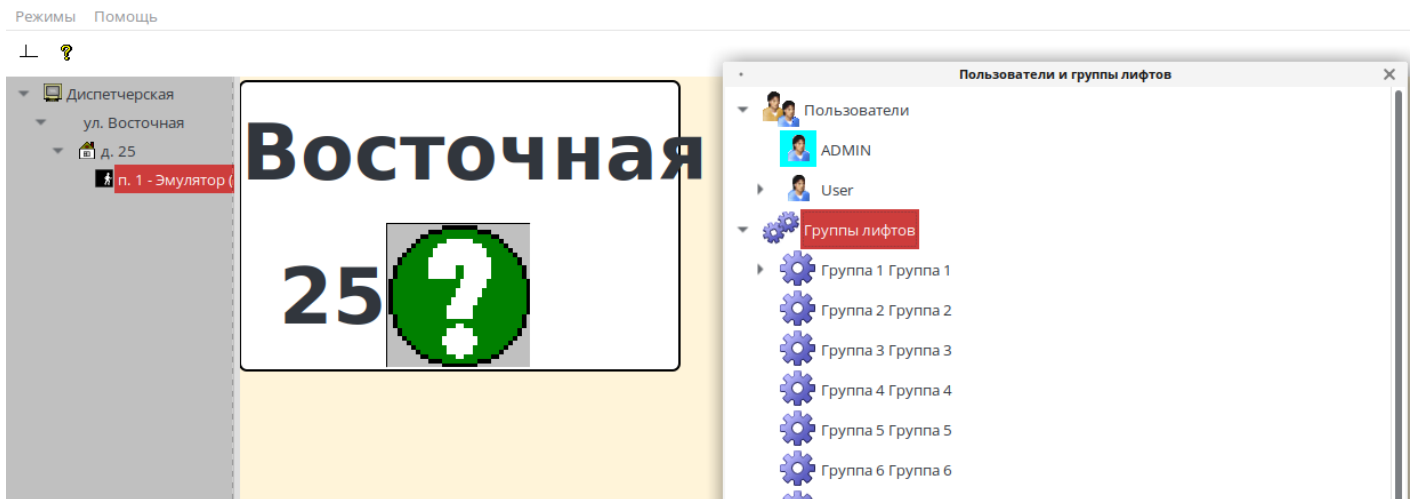 Режимы Помощь
Диспетчерская
ул. Восточная
д. 25
п. 1 - Эмулятор (
Восточная
25
Пользователи и группы лифтов
Пользователи
ADMIN
User
Группы лифтов
Группа 1 Группа 1
Группа 2 Группа 2
Группа 3 Группа 3
Группа 4 Группа 4
Группа 5 Группа 5
Группа 6 Группа 6